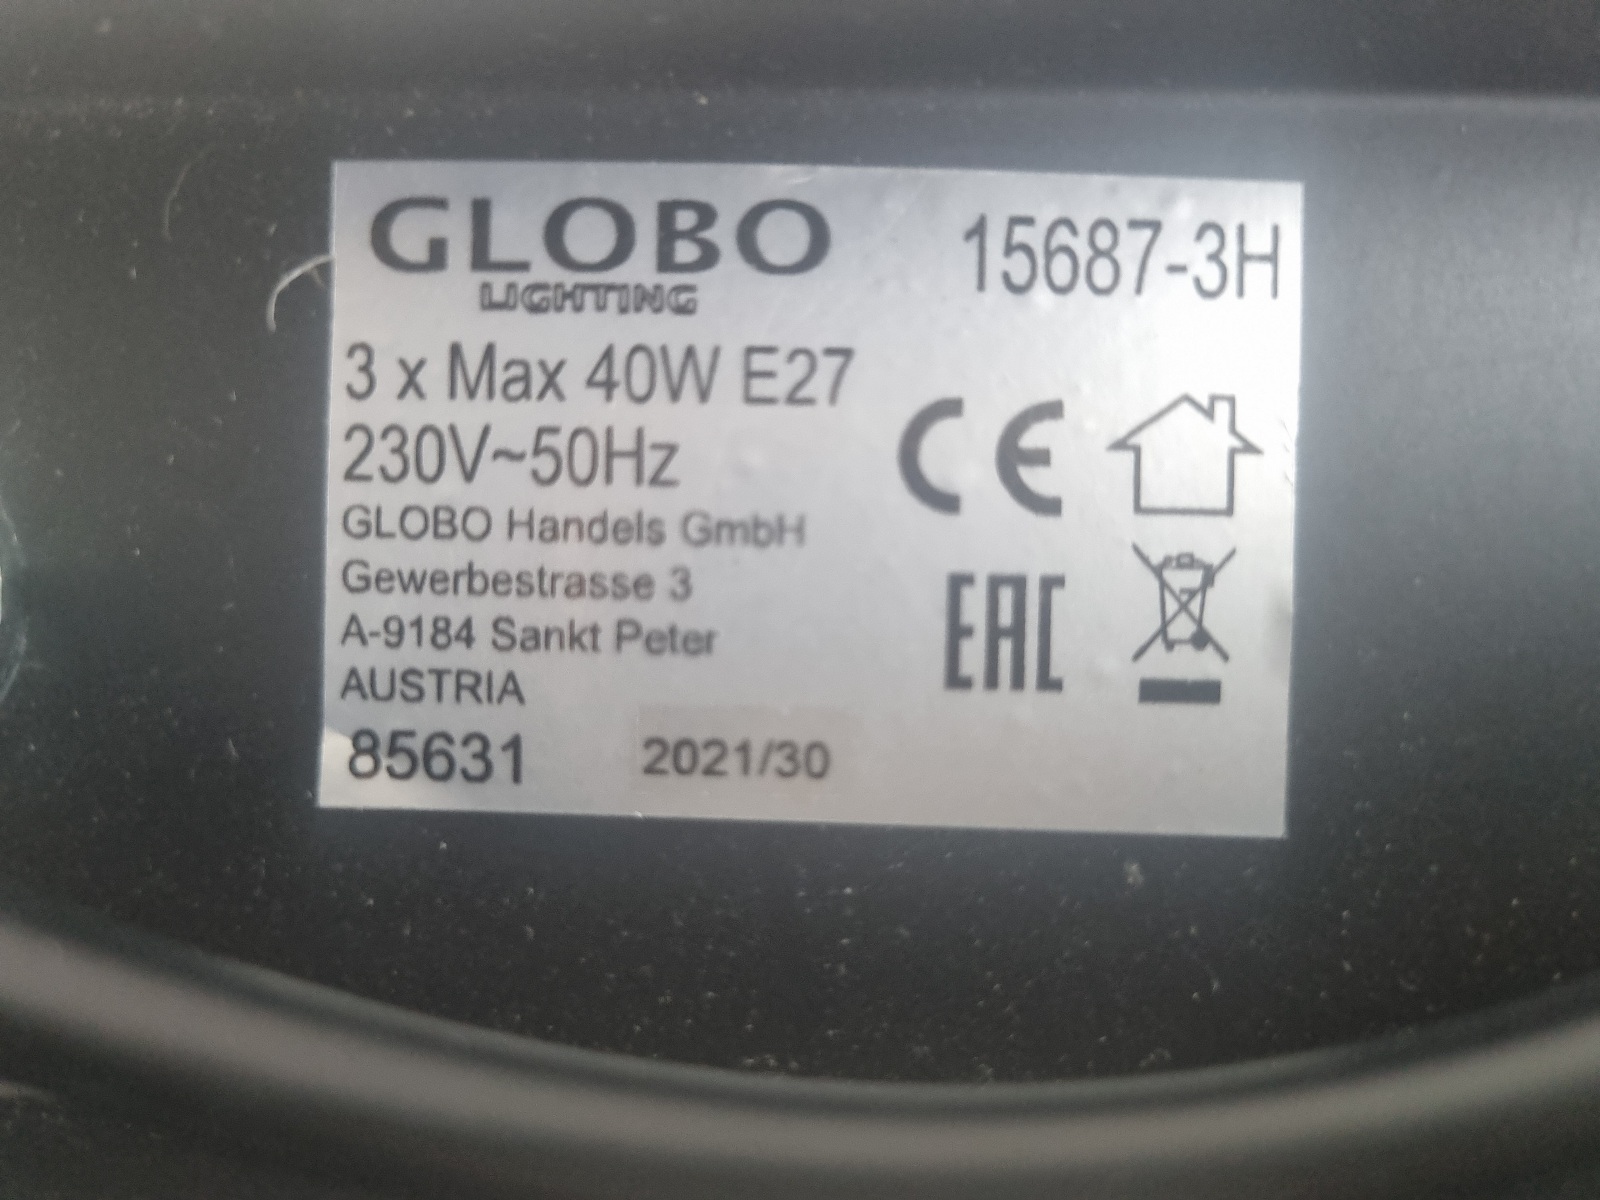 GLOBO 15687-3H
LIGHTING
3 x Max 40W E27
230V~50Hz
GLOBO Handels GmbH
Gewerbestrasse 3
A-9184 Sankt Peter
AUSTRIA
85631 2021/30
CE
EAC